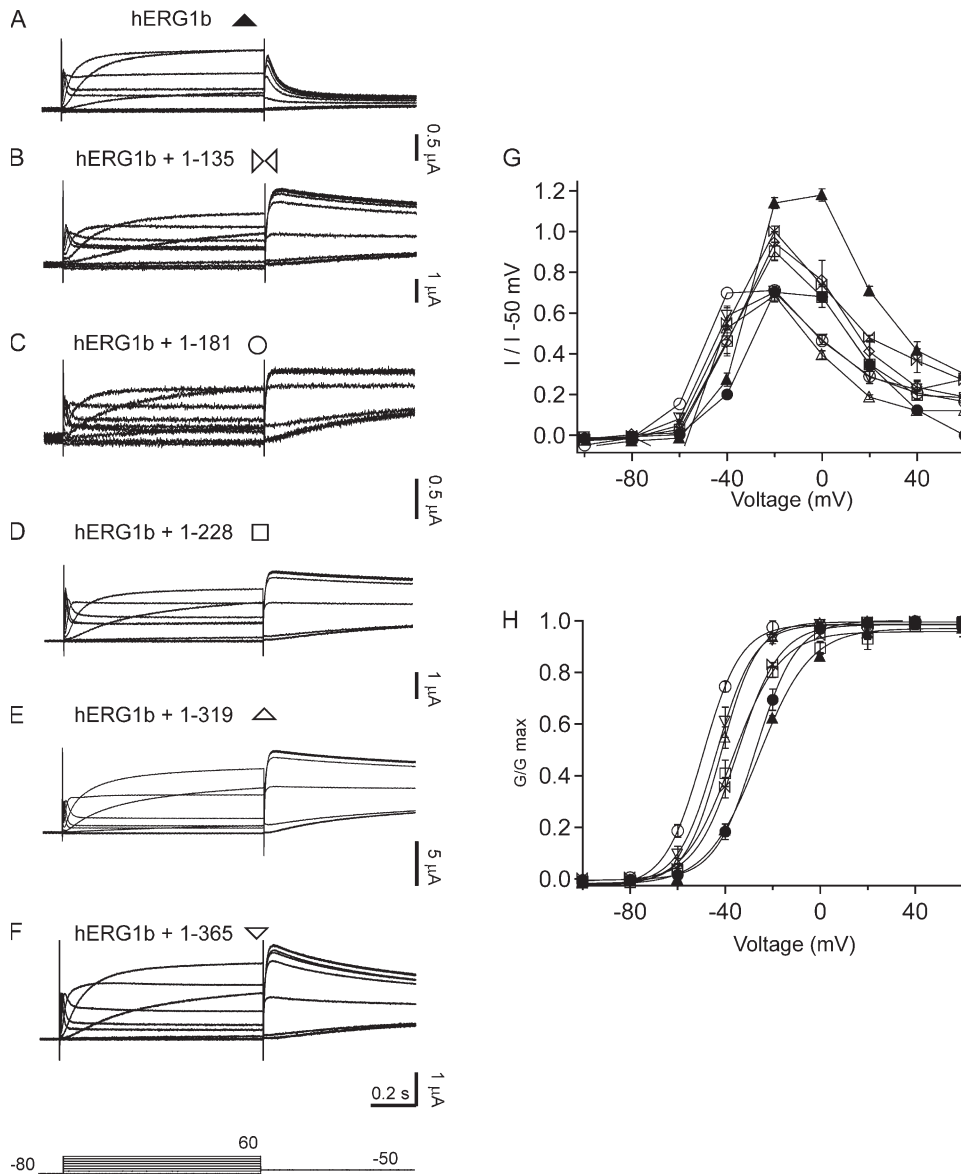 A
hERG1b
0.5 µA
B
hERG1b + 1-135
1 µA
C
hERG1b + 1-181
0.5 µA
D
hERG1b + 1-228
1 µA
E
hERG1b + 1-319
5 µA
F
hERG1b + 1-365
1 µA
0.2 s
60
-80
-50
G
I / I -50 mV
1.2
1.0
0.8
0.6
0.4
0.2
0.0
-80
-40
0
40
Voltage (mV)
H
G/G max
1.0
0.8
0.6
0.4
0.2
0.0
-80
-40
0
40
Voltage (mV)